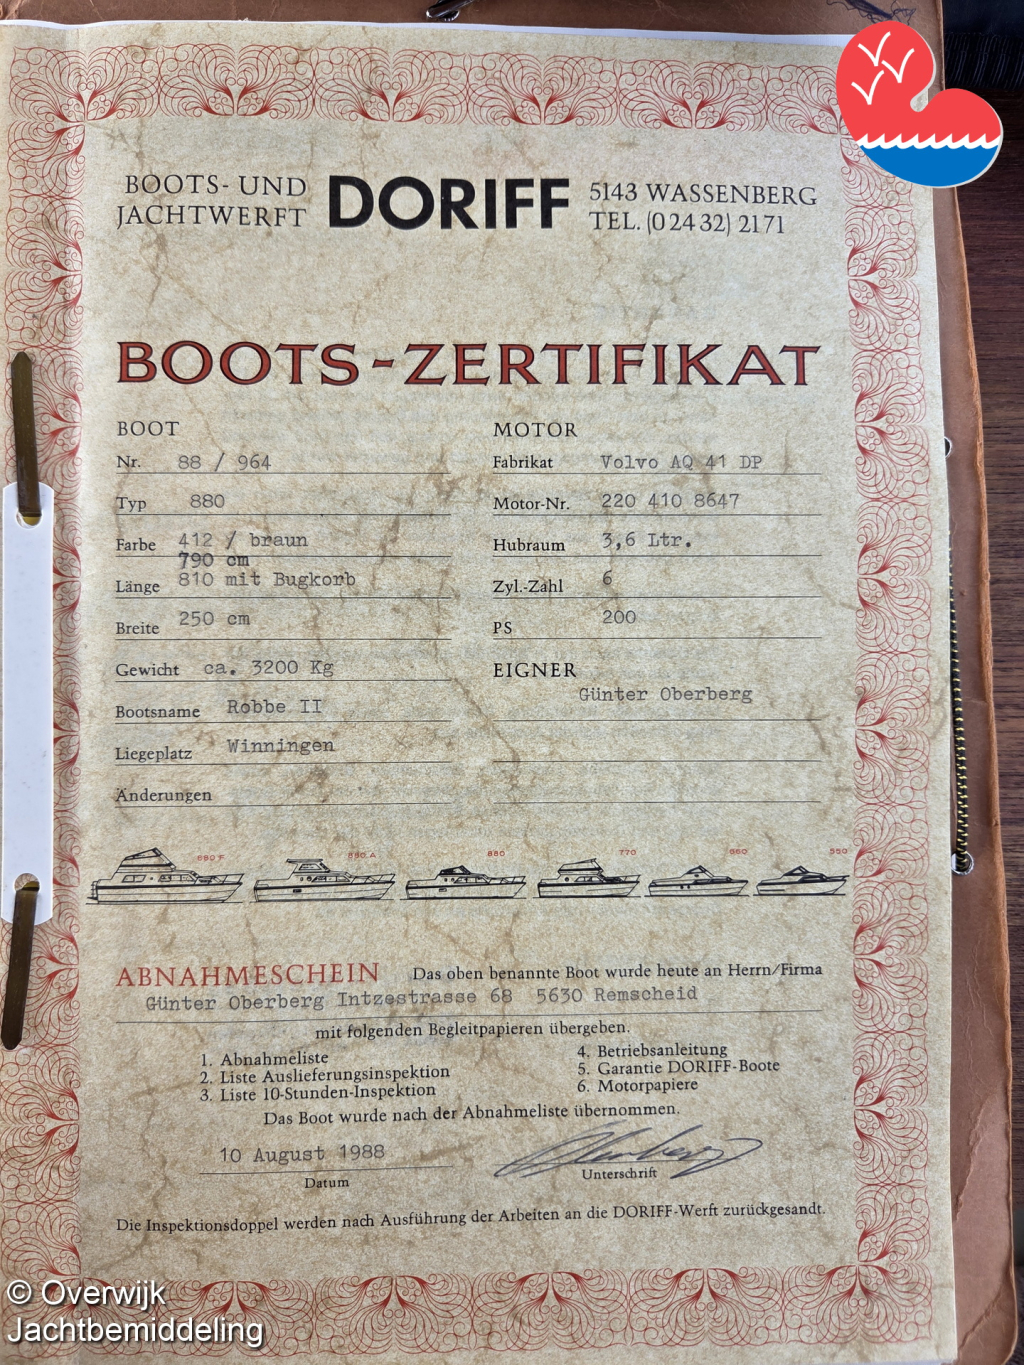 BOOTS- UND JACHTWERFT DORIFF 5143 WASSENBERG TEL. (02432) 2171
BOOTS-ZERTIFIKAT
BOOT
Nr. 88 / 964
Typ 880
Farbe 412 / braun
790 cm
Länge 810 mit Bugkorb
Breite 250 cm
Gewicht ca. 3200 Kg
Bootsname Robbe II
Liegeplatz Winningen
Änderungen
MOTOR
Fabrikat Volvo AQ 41 DP
Motor-Nr. 220 410 8647
Hubraum 3,6 Ltr.
Zyl.-Zahl 6
PS 200
EIGNER
Günter Oberberg
880 F 880 A 880 770 660 550
ABNAHMESCHEIN Das oben benannte Boot wurde heute an Herrn/Firma
Günter Oberberg Intzestrasse 68 5630 Remscheid
mit folgenden Begleitpapieren übergeben.
1. Abnahmeliste
2. Liste Auslieferungsinspektion
3. Liste 10-Stunden-Inspektion
4. Betriebsanleitung
5. Garantie DORIFF-Boote
6. Motorpapiere
Das Boot wurde nach der Abnahmeliste übernommen.
10 August 1988
Datum
Oberberg
Unterschrift
Die Inspektionsdoppel werden nach Ausführung der Arbeiten an die DORIFF-Werft zurückgesandt.
© Overwijk
Jachtbemiddeling